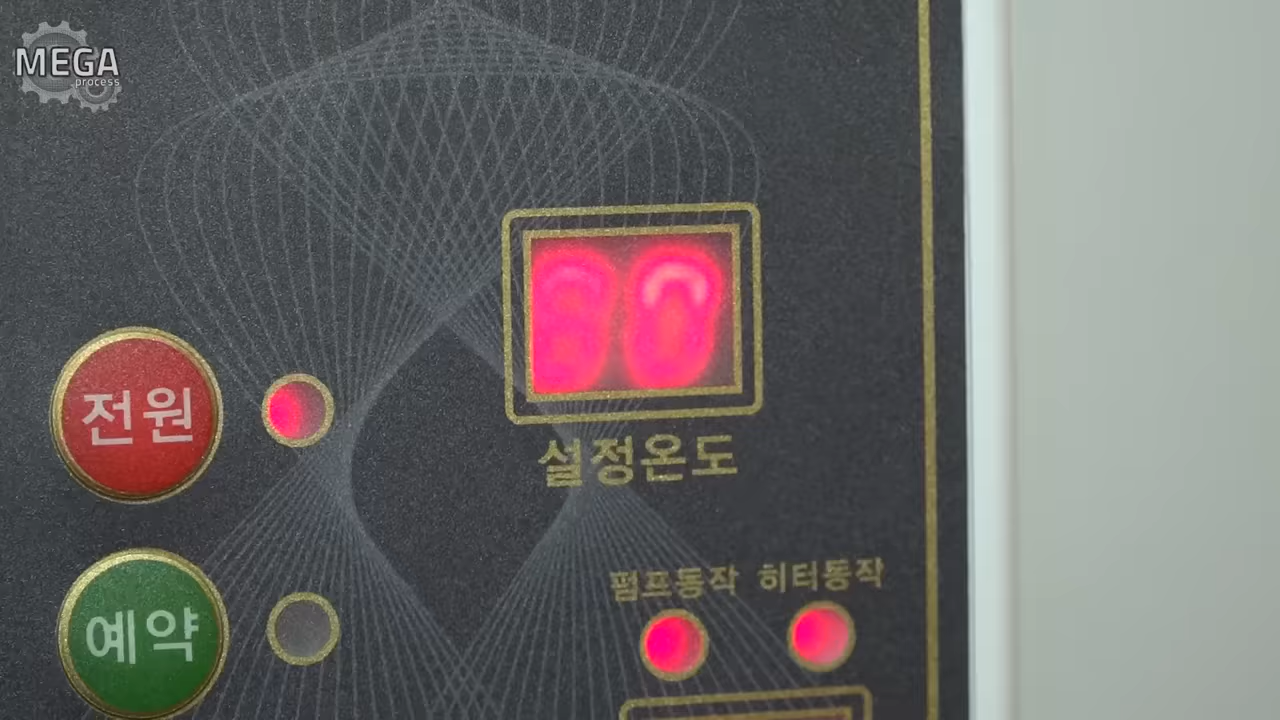 MEGA
process
전원
설정온도
펌프동작 히터동작
예약